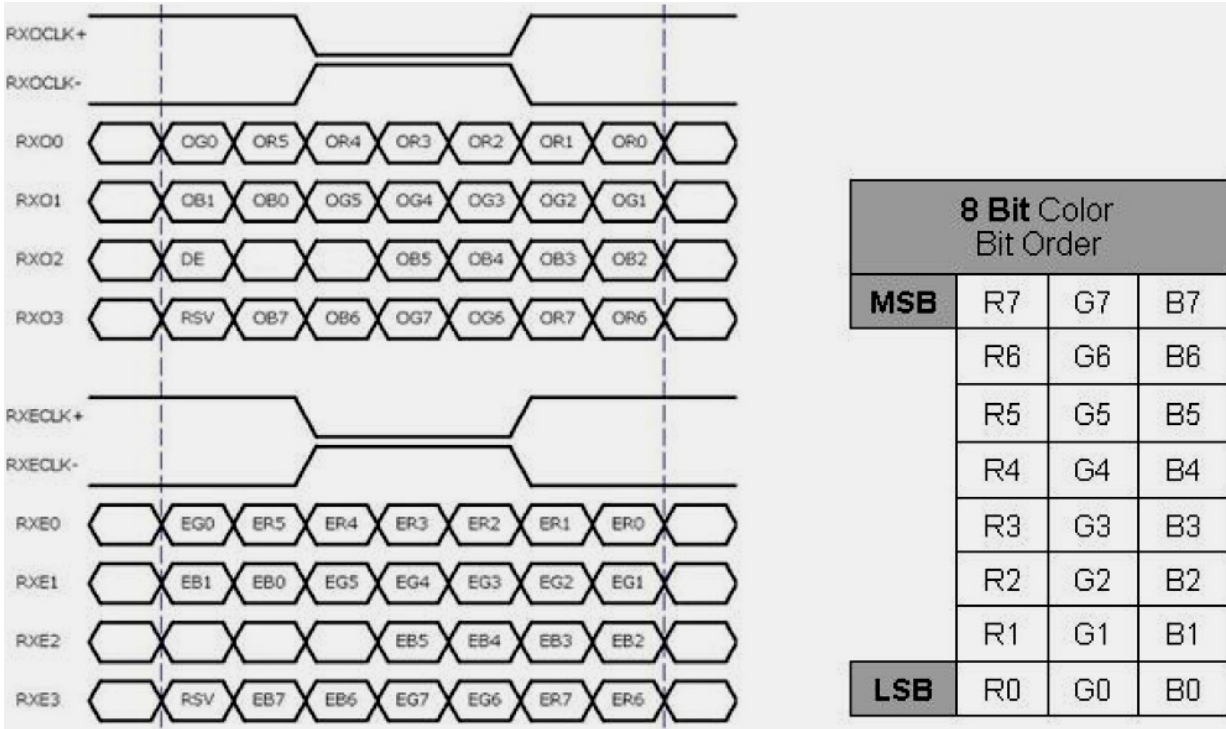 RXOCLK+
RXOCLK-
RXO0 OG0 OR5 OR4 OR3 OR2 OR1 OR0
RXO1 OB1 OB0 OG5 OG4 OG3 OG2 OG1
RXO2 DE OB5 OB4 OB3 OB2
RXO3 RSV OB7 OB6 OG7 OG6 OR7 OR6
RXECLK+
RXECLK-
RXE0 EG0 ER5 ER4 ER3 ER2 ER1 ER0
RXE1 EB1 EB0 EG5 EG4 EG3 EG2 EG1
RXE2 EB5 EB4 EB3 EB2
RXE3 RSV EB7 EB6 EG7 EG6 ER7 ER6
8 Bit Color
Bit Order
MSB R7 G7 B7
R6 G6 B6
R5 G5 B5
R4 G4 B4
R3 G3 B3
R2 G2 B2
R1 G1 B1
LSB R0 G0 B0